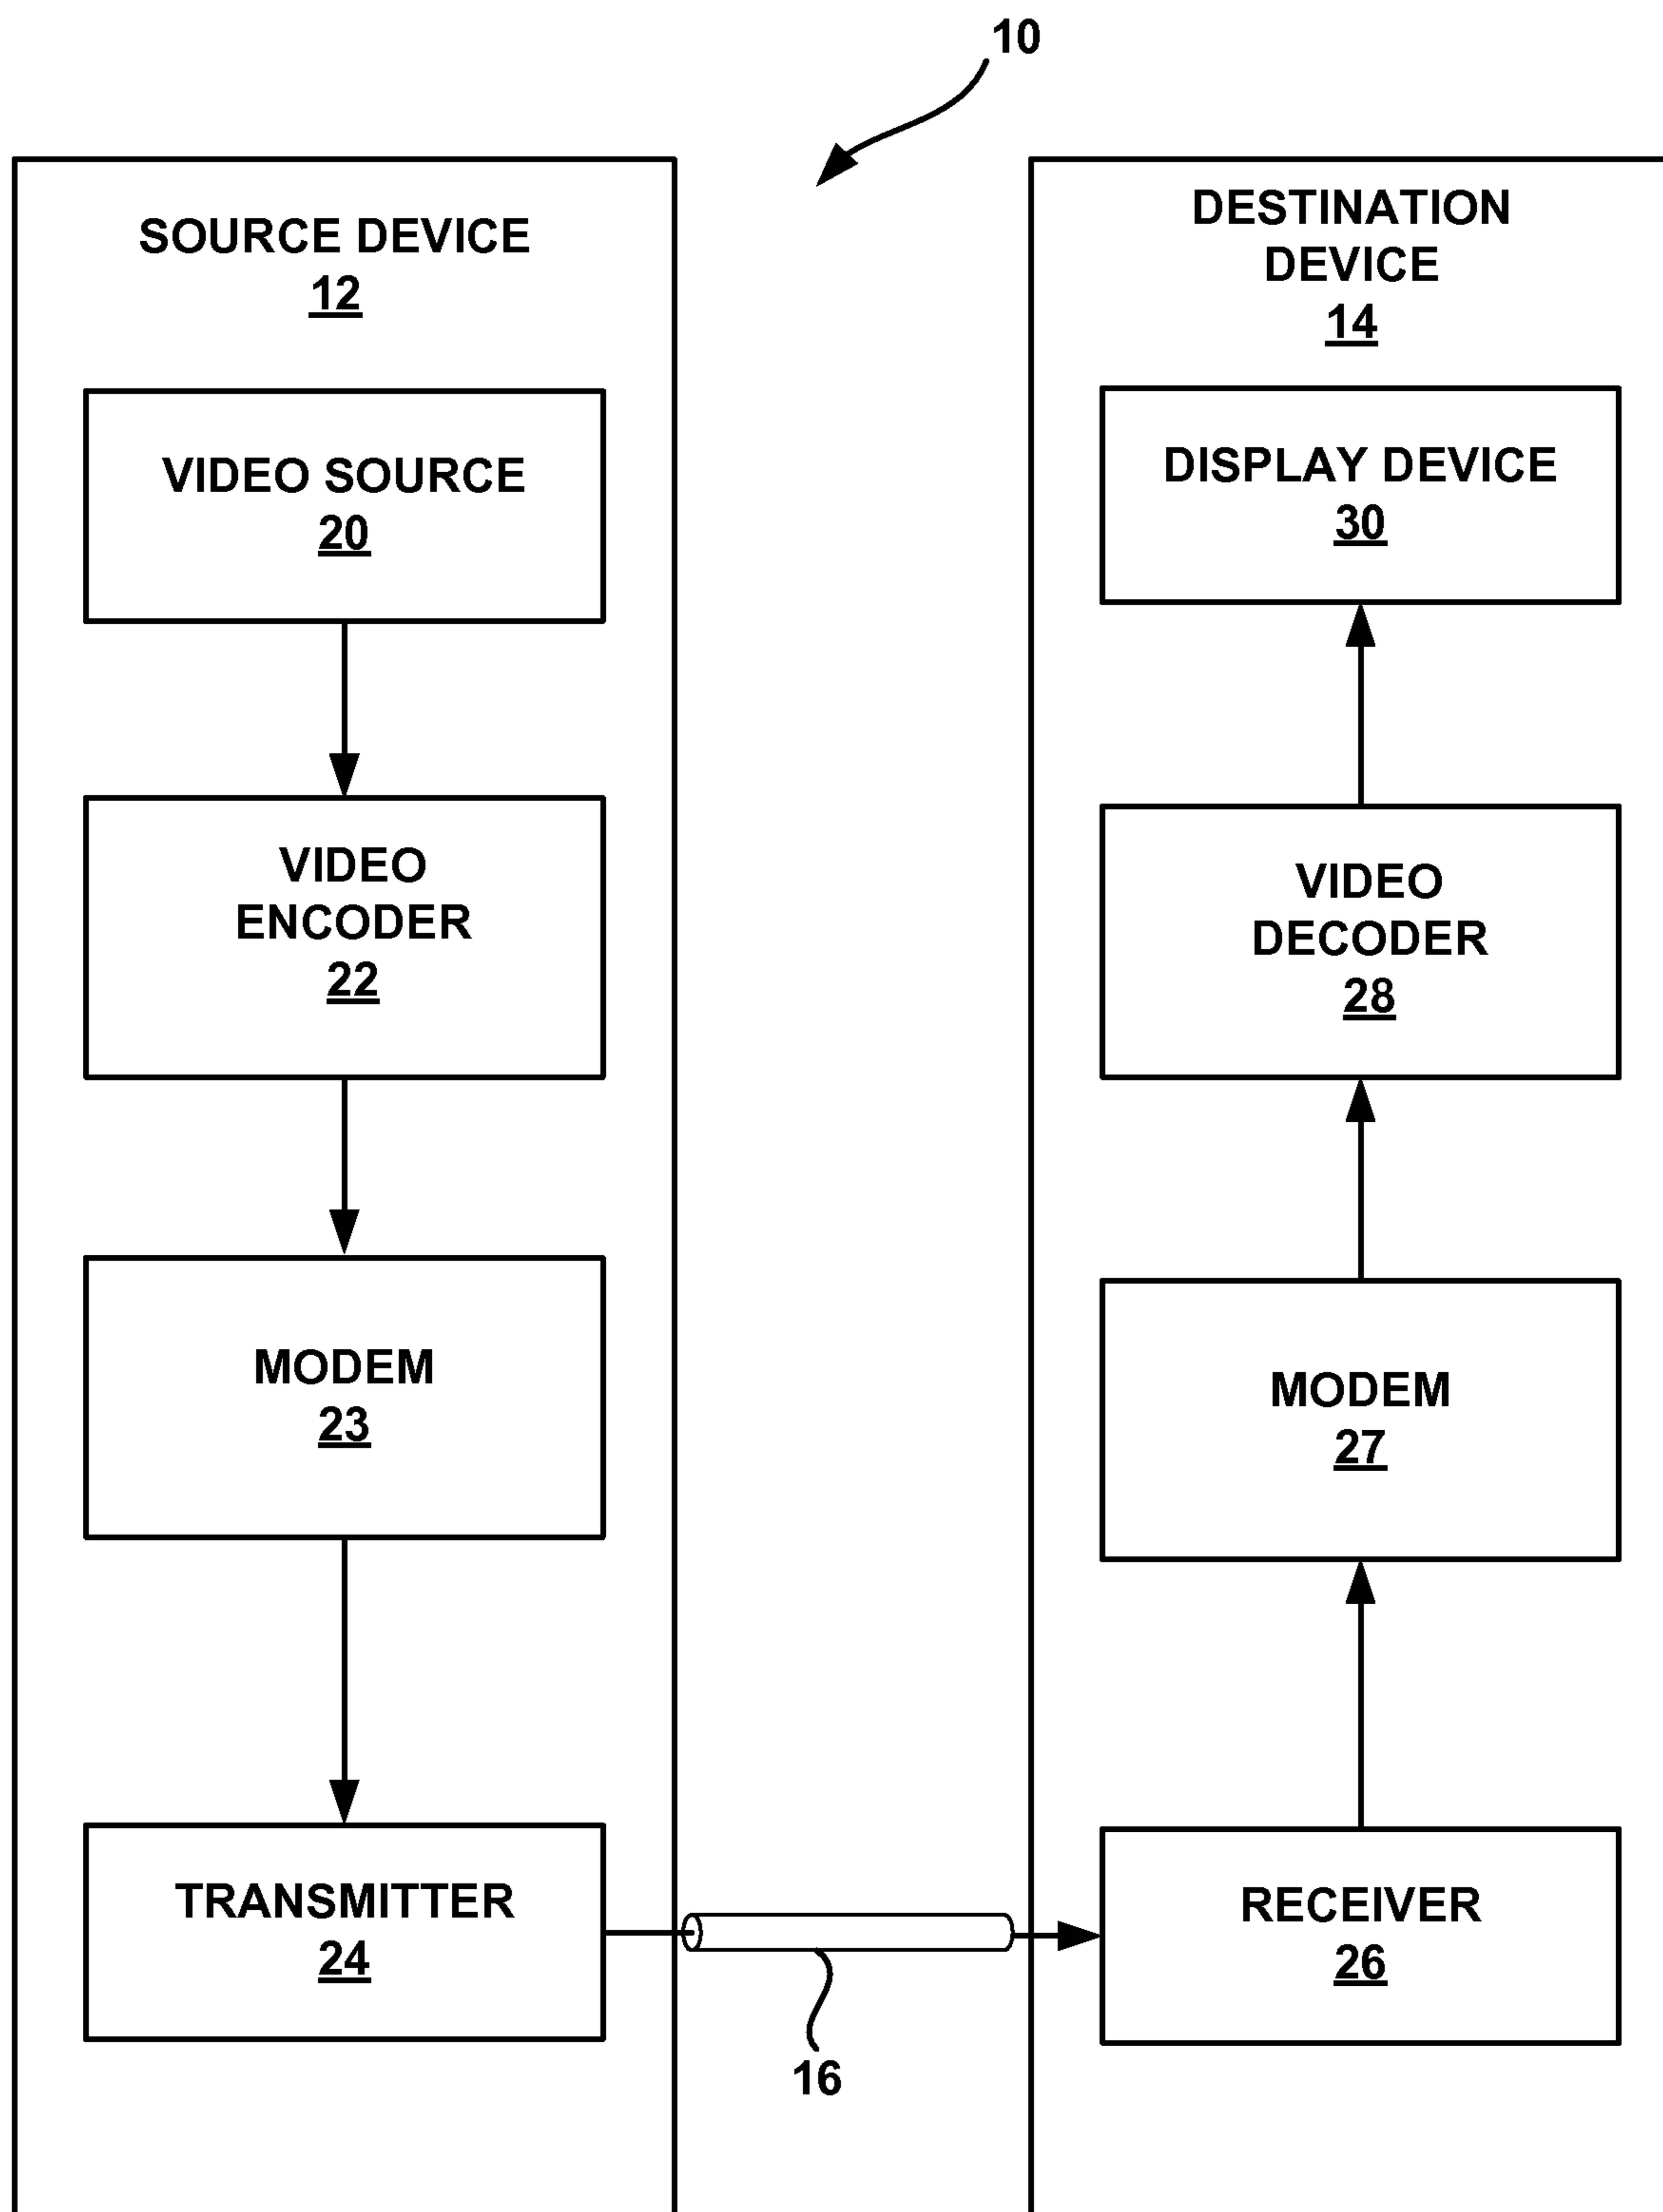 10
SOURCE DEVICE
12
VIDEO SOURCE
20
VIDEO
ENCODER
22
MODEM
23
TRANSMITTER
24
16
DESTINATION
DEVICE
14
DISPLAY DEVICE
30
VIDEO
DECODER
28
MODEM
27
RECEIVER
26